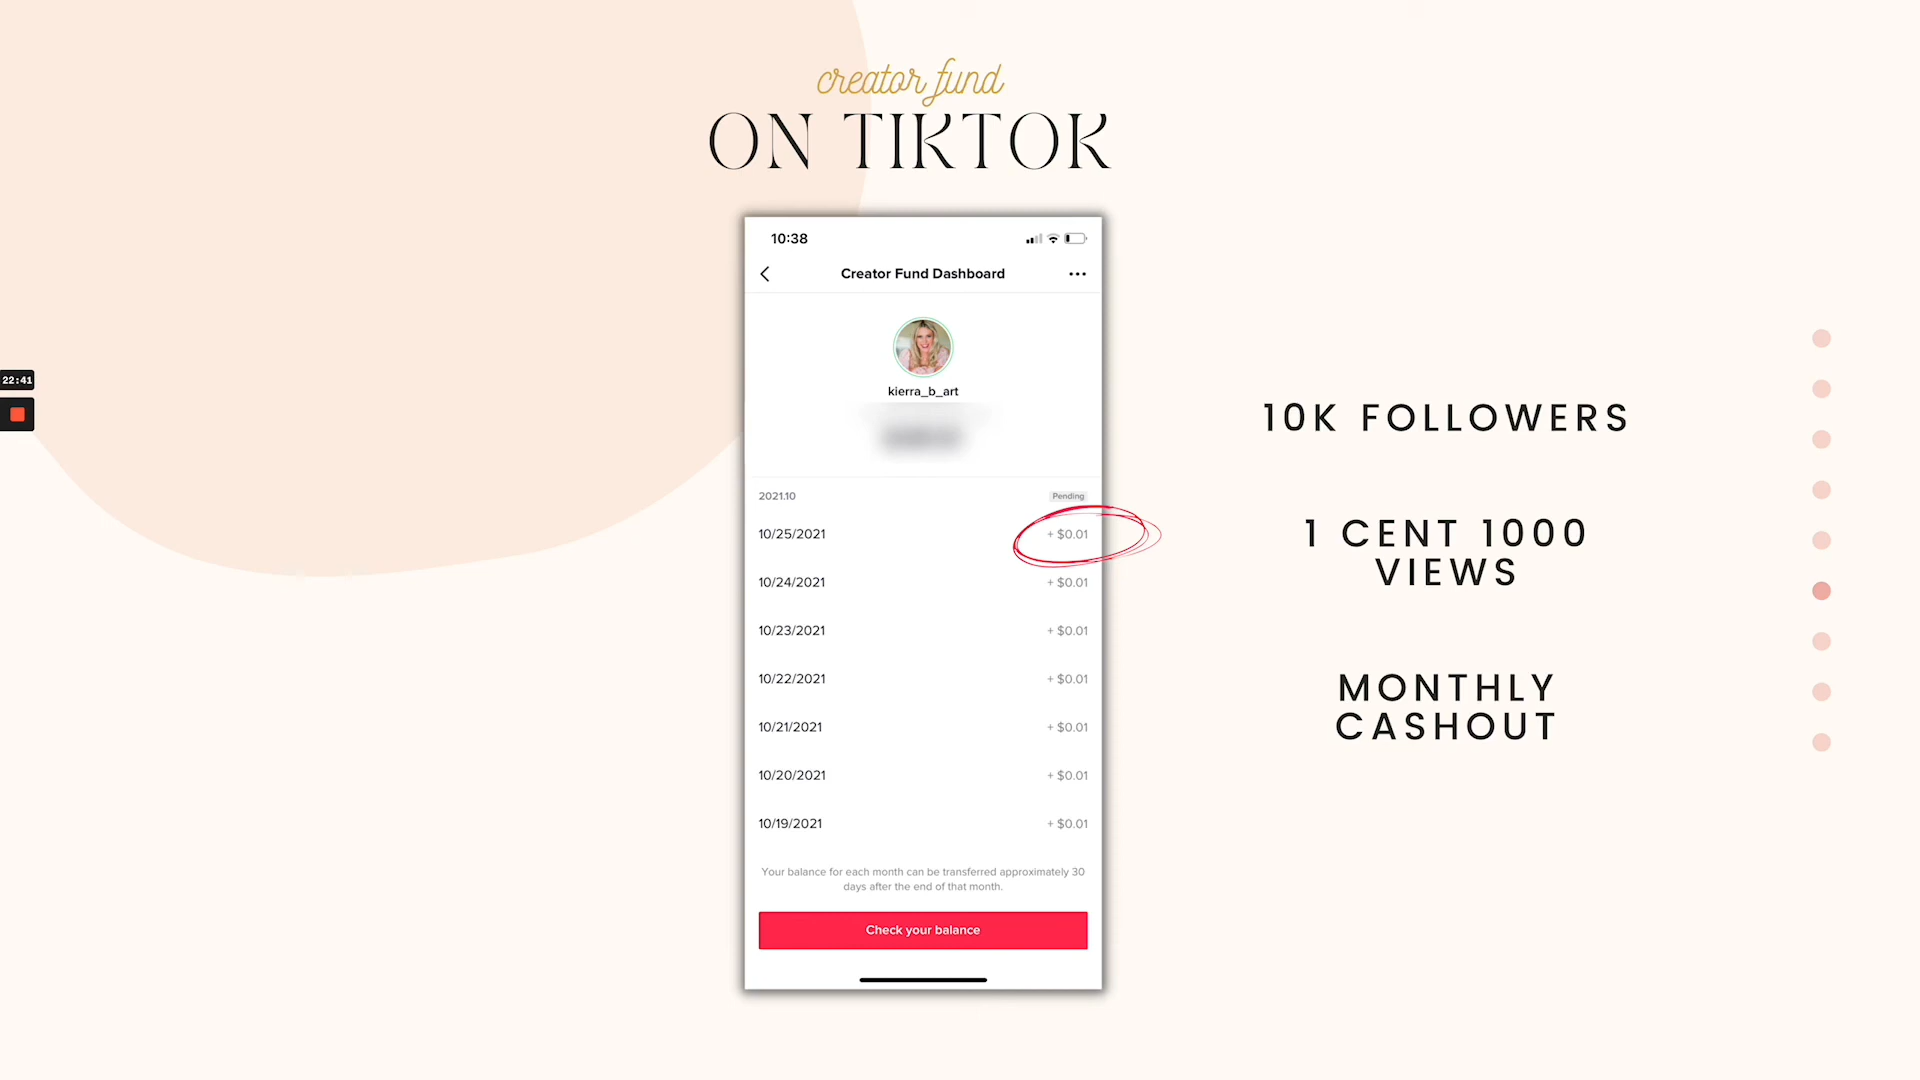 creator fund
ON TIKTOK
10:38
Creator Fund Dashboard
kierra_b_art
2021.10 Pending
10/25/2021 + $0.01
10/24/2021 + $0.01
10/23/2021 + $0.01
10/22/2021 + $0.01
10/21/2021 + $0.01
10/20/2021 + $0.01
10/19/2021 + $0.01
Your balance for each month can be transferred approximately 30
days after the end of that month.
Check your balance
22:41
10K FOLLOWERS
1 CENT 1000
VIEWS
MONTHLY
CASHOUT